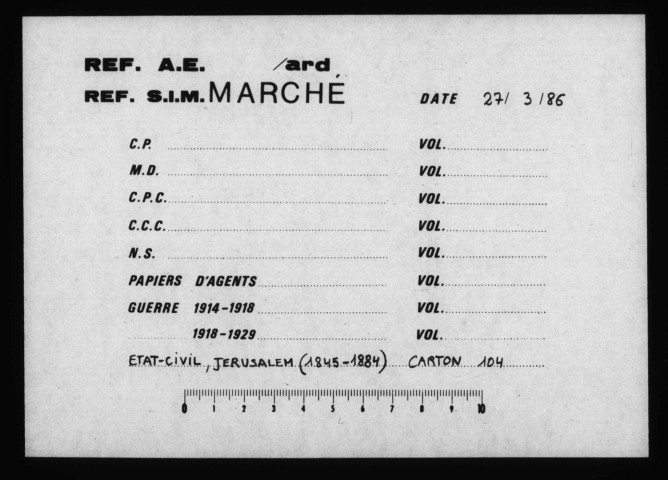 REF. A.E. /ard
REF. S.I.M. MARCHÉ DATE 27/ 3 /86
C.P. VOL.
M.D. VOL.
C.P.C. VOL.
C.C.C. VOL.
N.S. VOL.
PAPIERS D'AGENTS VOL.
GUERRE 1914-1918 VOL.
1918-1929 VOL.
ETAT-CIVIL, JERUSALEM (1845-1884) CARTON 104
0 1 2 3 4 5 6 7 8 9 10